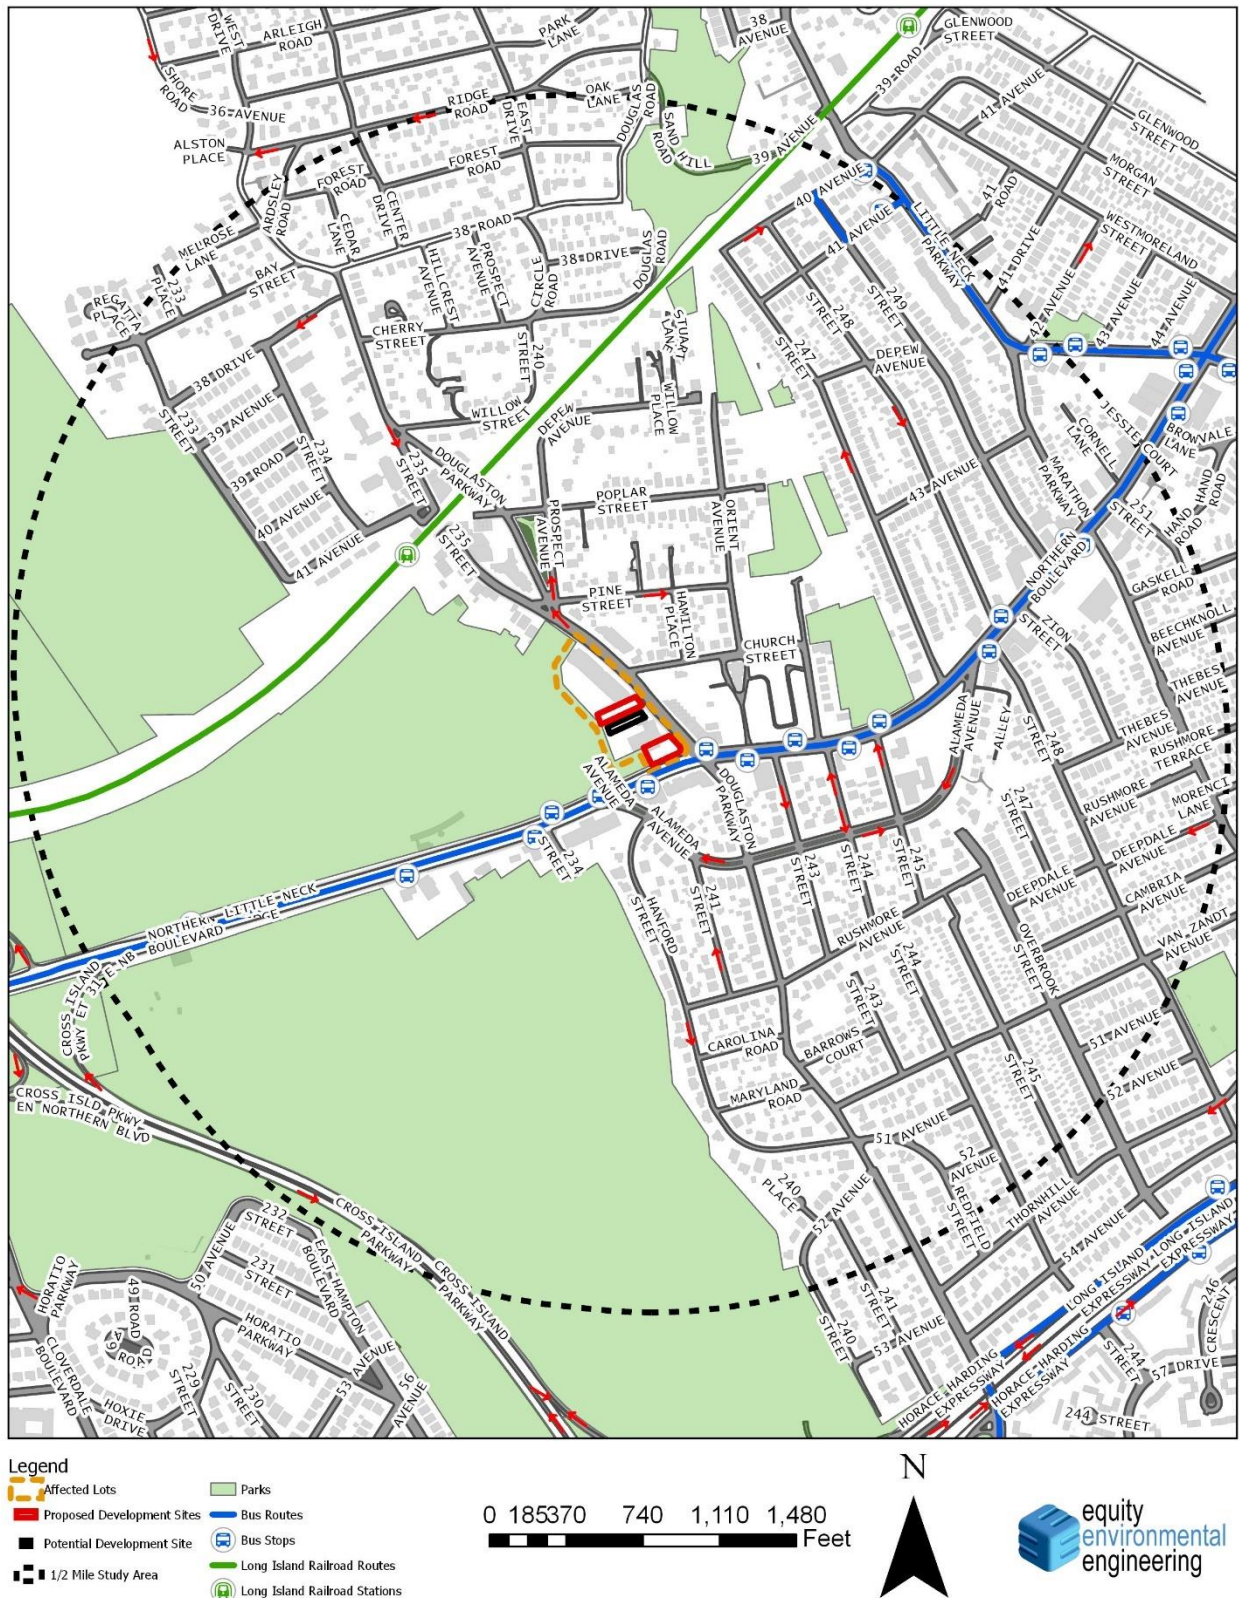 WEST
DRIVE
ARLEIGH
ROAD
PARK
LANE
38
AVENUE
GLENWOOD
STREET
SHORE
ROAD
36 AVENUE
RIDGE
ROAD
OAK
LANE
EAST
DRIVE
DOUGLAS
ROAD
SAND HILL
ROAD
39 AVENUE
39 ROAD
41 AVENUE
GLENWOOD
STREET
ALSTON
PLACE
FOREST
ROAD
FOREST
ROAD
MORGAN
STREET
ARDSLEY
ROAD
CEDAR
LANE
CENTER
DRIVE
38 ROAD
40 AVENUE
41 AVENUE
41
ROAD
LITTLE NECK
PARKWAY
WESTMORELAND
STREET
MELROSE
LANE
BAY
STREET
HILLCREST
AVENUE
PROSPECT
AVENUE
CIRCLE
ROAD
38 DRIVE
DOUGLAS
ROAD
41 DRIVE
42 AVENUE
43 AVENUE
44 AVENUE
233
PLACE
REGATTA
PLACE
CHERRY
STREET
240
STREET
STUART
LANE
248
STREET
249
STREET
247
STREET
DEPEW
AVENUE
38 DRIVE
39 AVENUE
39 ROAD
40 AVENUE
41 AVENUE
233
STREET
234
STREET
WILLOW
STREET
WILLOW
PLACE
DEPEW
AVENUE
235
STREET
DOUGLASTON
PARKWAY
JESSIE COURT
CORNELL
LANE
BROWVALE
LANE
MARATHON
PARKWAY
43 AVENUE
HAND HAND
ROAD ROAD
251
STREET
POPLAR
STREET
PROSPECT
AVENUE
ORIENT
AVENUE
235
STREET
NORTHERN
BOULEVARD
GASKELL
ROAD
PINE
STREET
HAMILTON
PLACE
CHURCH
STREET
ZION
STREET
BEECHKNOLL
AVENUE
THEBES
AVENUE
THEBES
AVENUE
RUSHMORE
TERRACE
ALAMEDA
AVENUE
ALLEY
248
STREET
RUSHMORE
AVENUE
MORENCI
LANE
ALAMEDA
AVENUE
ALAMEDA
AVENUE
DOUGLASTON
PARKWAY
247
STREET
DEEPDALE
AVENUE
DEEPDALE
AVENUE
CAMBRIA
AVENUE
VAN ZANDT
AVENUE
234
STREET
241
STREET
243
STREET
244
STREET
245
STREET
HANFORD
STREET
RUSHMORE
AVENUE
OVERBROOK
STREET
NORTHERN
BOULEVARD
LITTLE NECK
CROSS ISLAND
PKWY ET 31 E NB
244
STREET
243
STREET
CAROLINA
ROAD
BARROWS
COURT
MARYLAND
ROAD
245
STREET
51 AVENUE
52 AVENUE
CROSS ISLD PKWY
EN NORTHERN BLVD
51 AVENUE
52
AVENUE
REDFIELD
STREET
THORNHILL
AVENUE
240
PLACE
52 AVENUE
54 AVENUE
CROSS ISLAND
PARKWAY
CROSS ISLAND
PARKWAY
232
STREET
231
STREET
EAST HAMPTON
BOULEVARD
50 AVENUE
HORATIO
PARKWAY
49 ROAD
49 ROAD
HORATIO
PARKWAY
CLOVERDALE
BOULEVARD
HOXIE
DRIVE
229
STREET
230
STREET
53 AVENUE
56
AVENUE
241
STREET
240
STREET
53 AVENUE
LONG ISLAND
EXPRESSWAY
LONG ISLAND
EXPRESSWAY
HORACE HARDING
EXPRESSWAY
HORACE HARDING
EXPRESSWAY
246
CRESCENT
244
STREET
57 DRIVE
244 STREET
Legend
Affected Lots
Proposed Development Sites
Potential Development Site
1/2 Mile Study Area
Parks
Bus Routes
Bus Stops
Long Island Railroad Routes
Long Island Railroad Stations
0 185 370 740 1,110 1,480
Feet
N
equity
environmental
engineering